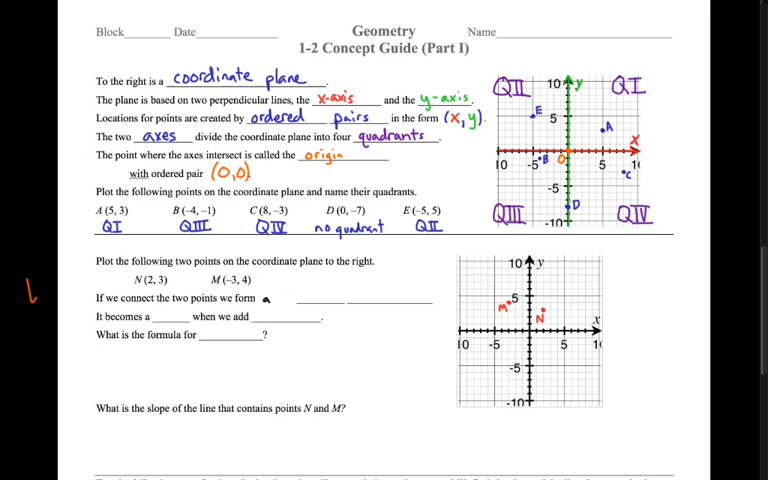 Block________ Date______________ Geometry Name______________________
1-2 Concept Guide (Part I)
To the right is a coordinate plane.
The plane is based on two perpendicular lines, the x-axis and the y-axis.
Locations for points are created by ordered pairs in the form (x, y).
The two axes divide the coordinate plane into four quadrants.
The point where the axes intersect is called the origin
with ordered pair (0,0).
Plot the following points on the coordinate plane and name their quadrants.
A (5, 3) B (–4, –1) C (8, –3) D (0, –7) E (–5, 5)
QI QIII QIV no quadrant QII
QII 10 y QI
E 5 A
x
10 -5 B O 5 10
C
-5 D
QIII -10 QIV
Plot the following two points on the coordinate plane to the right.
N (2, 3) M (–3, 4)
If we connect the two points we form a ________ ______________
It becomes a _______ when we add ___________.
What is the formula for ___________?
What is the slope of the line that contains points N and M?
10 y
M 5
N x
10 -5 5 1
-5
-10